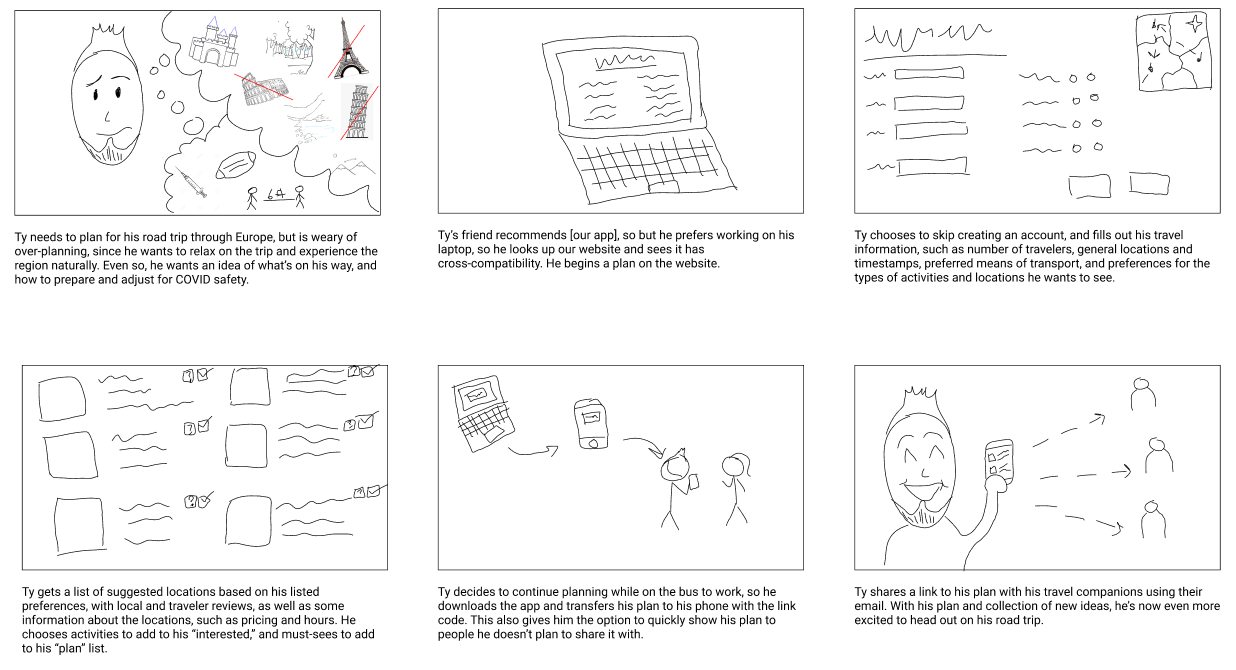 Ty needs to plan for his road trip through Europe, but is weary of
over-planning, since he wants to relax on the trip and experience the
region naturally. Even so, he wants an idea of what's on his way, and
how to prepare and adjust for COVID safety.
Ty's friend recommends [our app], so but he prefers working on his
laptop, so he looks up our website and sees it has
cross-compatibility. He begins a plan on the website.
Ty chooses to skip creating an account, and fills out his travel
information, such as number of travelers, general locations and
timestamps, preferred means of transport, and preferences for the
types of activities and locations he wants to see.
Ty gets a list of suggested locations based on his listed
preferences, with local and traveler reviews, as well as some
information about the locations, such as pricing and hours. He
chooses activities to add to his “interested,” and must-sees to add
to his “plan” list.
Ty decides to continue planning while on the bus to work, so he
downloads the app and transfers his plan to his phone with the link
code. This also gives him the option to quickly show his plan to
people he doesn't plan to share it with.
Ty shares a link to his plan with his travel companions using their
email. With his plan and collection of new ideas, he's now even more
excited to head out on his road trip.